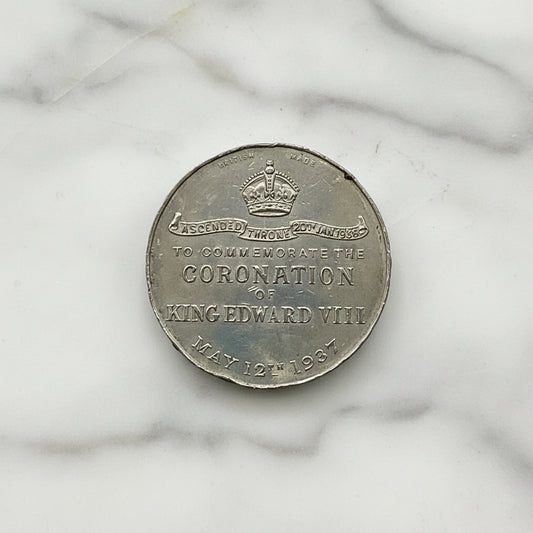 BRITISH MADE
ASCENDED THRONE 20TH JAN. 1936
TO COMMEMORATE THE
CORONATION
OF
KING EDWARD VIII
MAY 12TH 1937